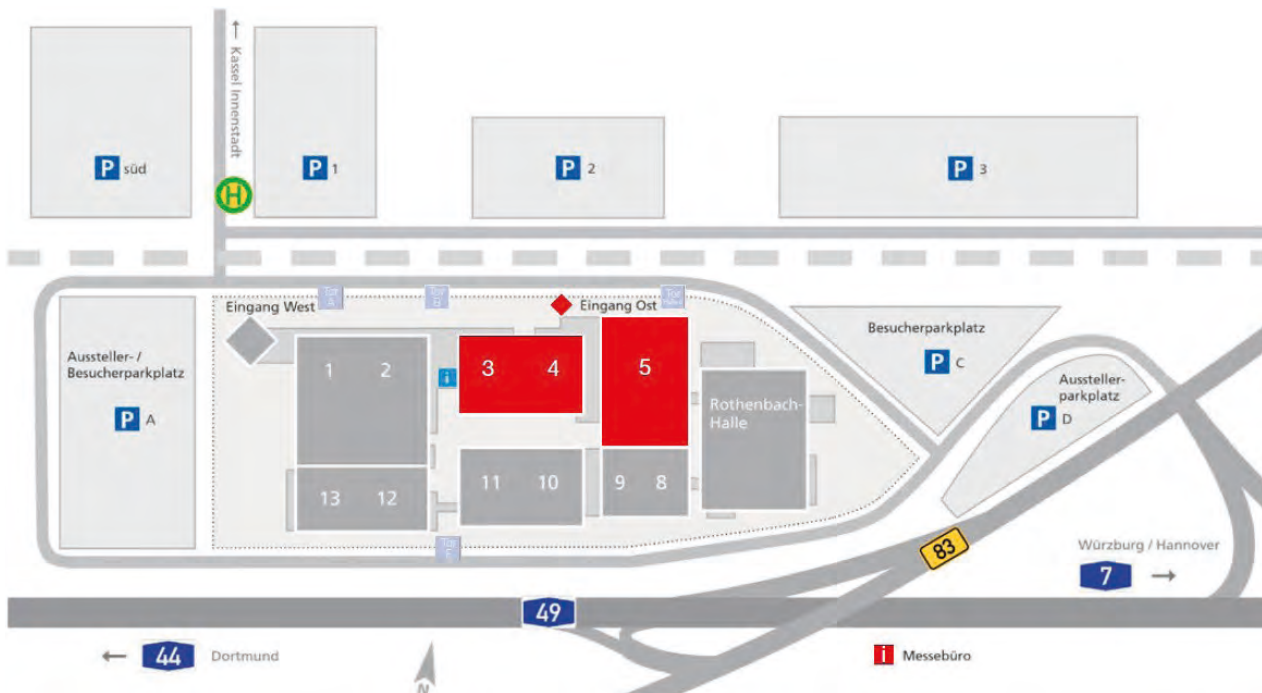 ← Kassel Innenstadt
P süd
P 1
P 2
P 3
H
Eingang West
Tor
A
Tor
B
Eingang Ost
Tor
Aussteller- /
Besucherparkplatz
P A
1 2
i
3 4
5
Rothenbach-
Halle
Besucherparkplatz
P C
Aussteller-
parkplatz
P D
13 12
11 10
9 8
Tor
83
Würzburg / Hannover
7 →
49
← 44 Dortmund
N
i Messebüro